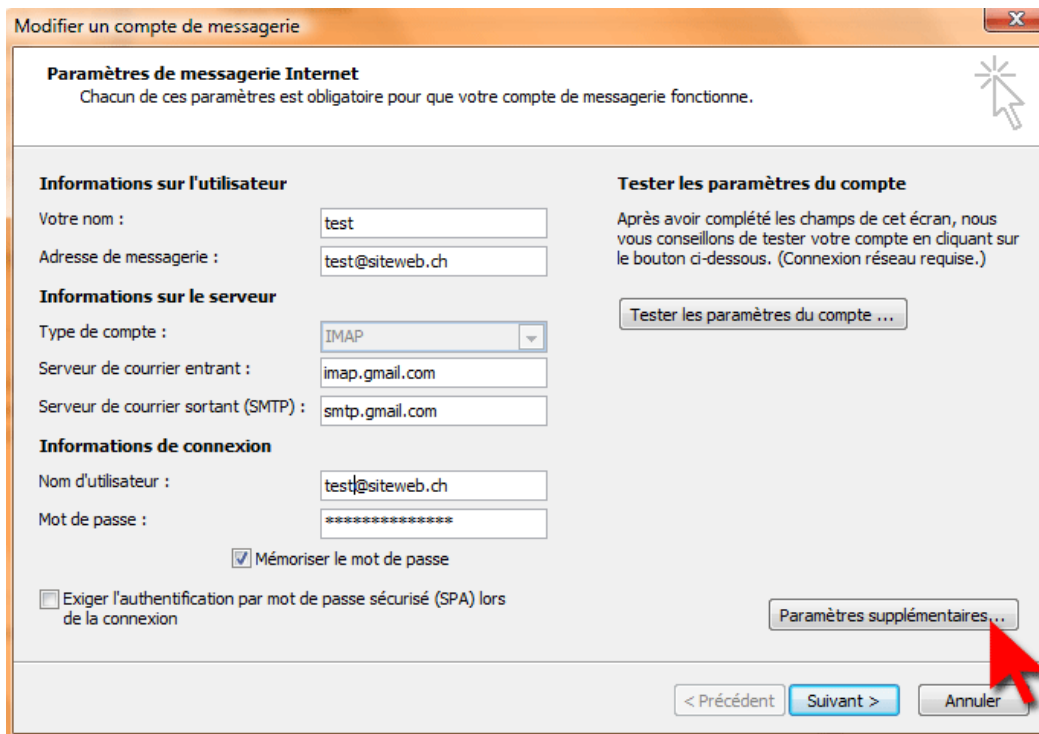 Modifier un compte de messagerie
x
Paramètres de messagerie Internet
Chacun de ces paramètres est obligatoire pour que votre compte de messagerie fonctionne.
Informations sur l'utilisateur
Votre nom :
test
Adresse de messagerie :
test@siteweb.ch
Informations sur le serveur
Type de compte :
IMAP
Serveur de courrier entrant :
imap.gmail.com
Serveur de courrier sortant (SMTP) :
smtp.gmail.com
Informations de connexion
Nom d'utilisateur :
test@siteweb.ch
Mot de passe :
**************
Mémoriser le mot de passe
Exiger l'authentification par mot de passe sécurisé (SPA) lors
de la connexion
Tester les paramètres du compte
Après avoir complété les champs de cet écran, nous
vous conseillons de tester votre compte en cliquant sur
le bouton ci-dessous. (Connexion réseau requise.)
Tester les paramètres du compte ...
Paramètres supplémentaires...
< Précédent
Suivant >
Annuler